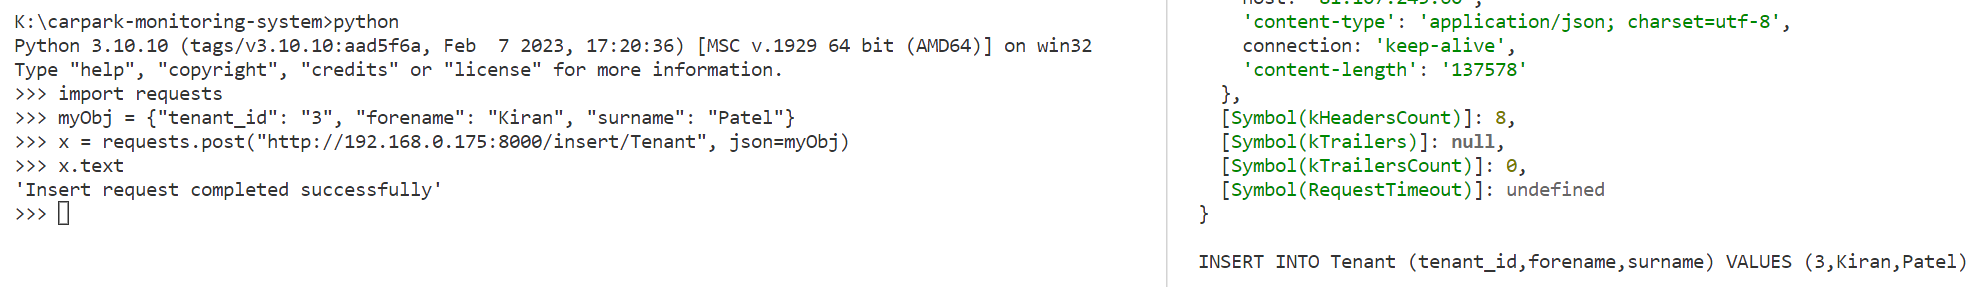 K:\carpark-monitoring-system>python
Python 3.10.10 (tags/v3.10.10:aad5f6a, Feb  7 2023, 17:20:36) [MSC v.1929 64 bit (AMD64)] on win32
Type "help", "copyright", "credits" or "license" for more information.
>>> import requests
>>> myObj = {"tenant_id": "3", "forename": "Kiran", "surname": "Patel"}
>>> x = requests.post("http://192.168.0.175:8000/insert/Tenant", json=myObj)
>>> x.text
'Insert request completed successfully'
>>>
'content-type': 'application/json; charset=utf-8',
connection: 'keep-alive',
'content-length': '137578'
},
[Symbol(kHeadersCount)]: 8,
[Symbol(kTrailers)]: null,
[Symbol(kTrailersCount)]: 0,
[Symbol(RequestTimeout)]: undefined
}
INSERT INTO Tenant (tenant_id,forename,surname) VALUES (3,Kiran,Patel)